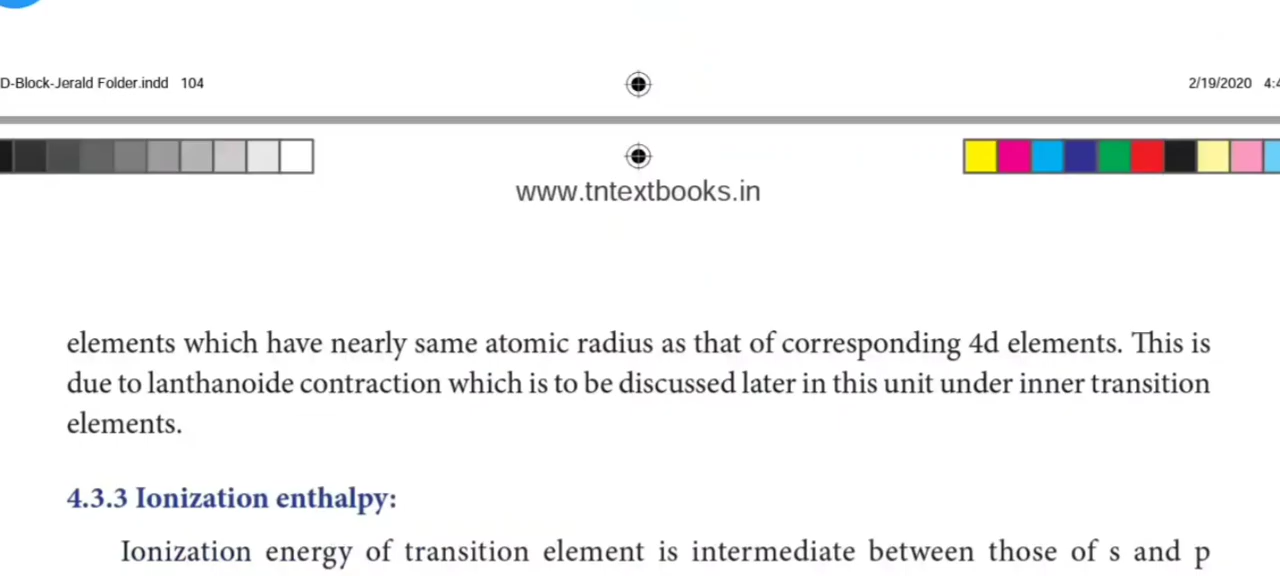 D-Block-Jerald Folder.indd 104
2/19/2020 4:4
www.tntextbooks.in
elements which have nearly same atomic radius as that of corresponding 4d elements. This is
due to lanthanoide contraction which is to be discussed later in this unit under inner transition
elements.
4.3.3 Ionization enthalpy:
Ionization energy of transition element is intermediate between those of s and p